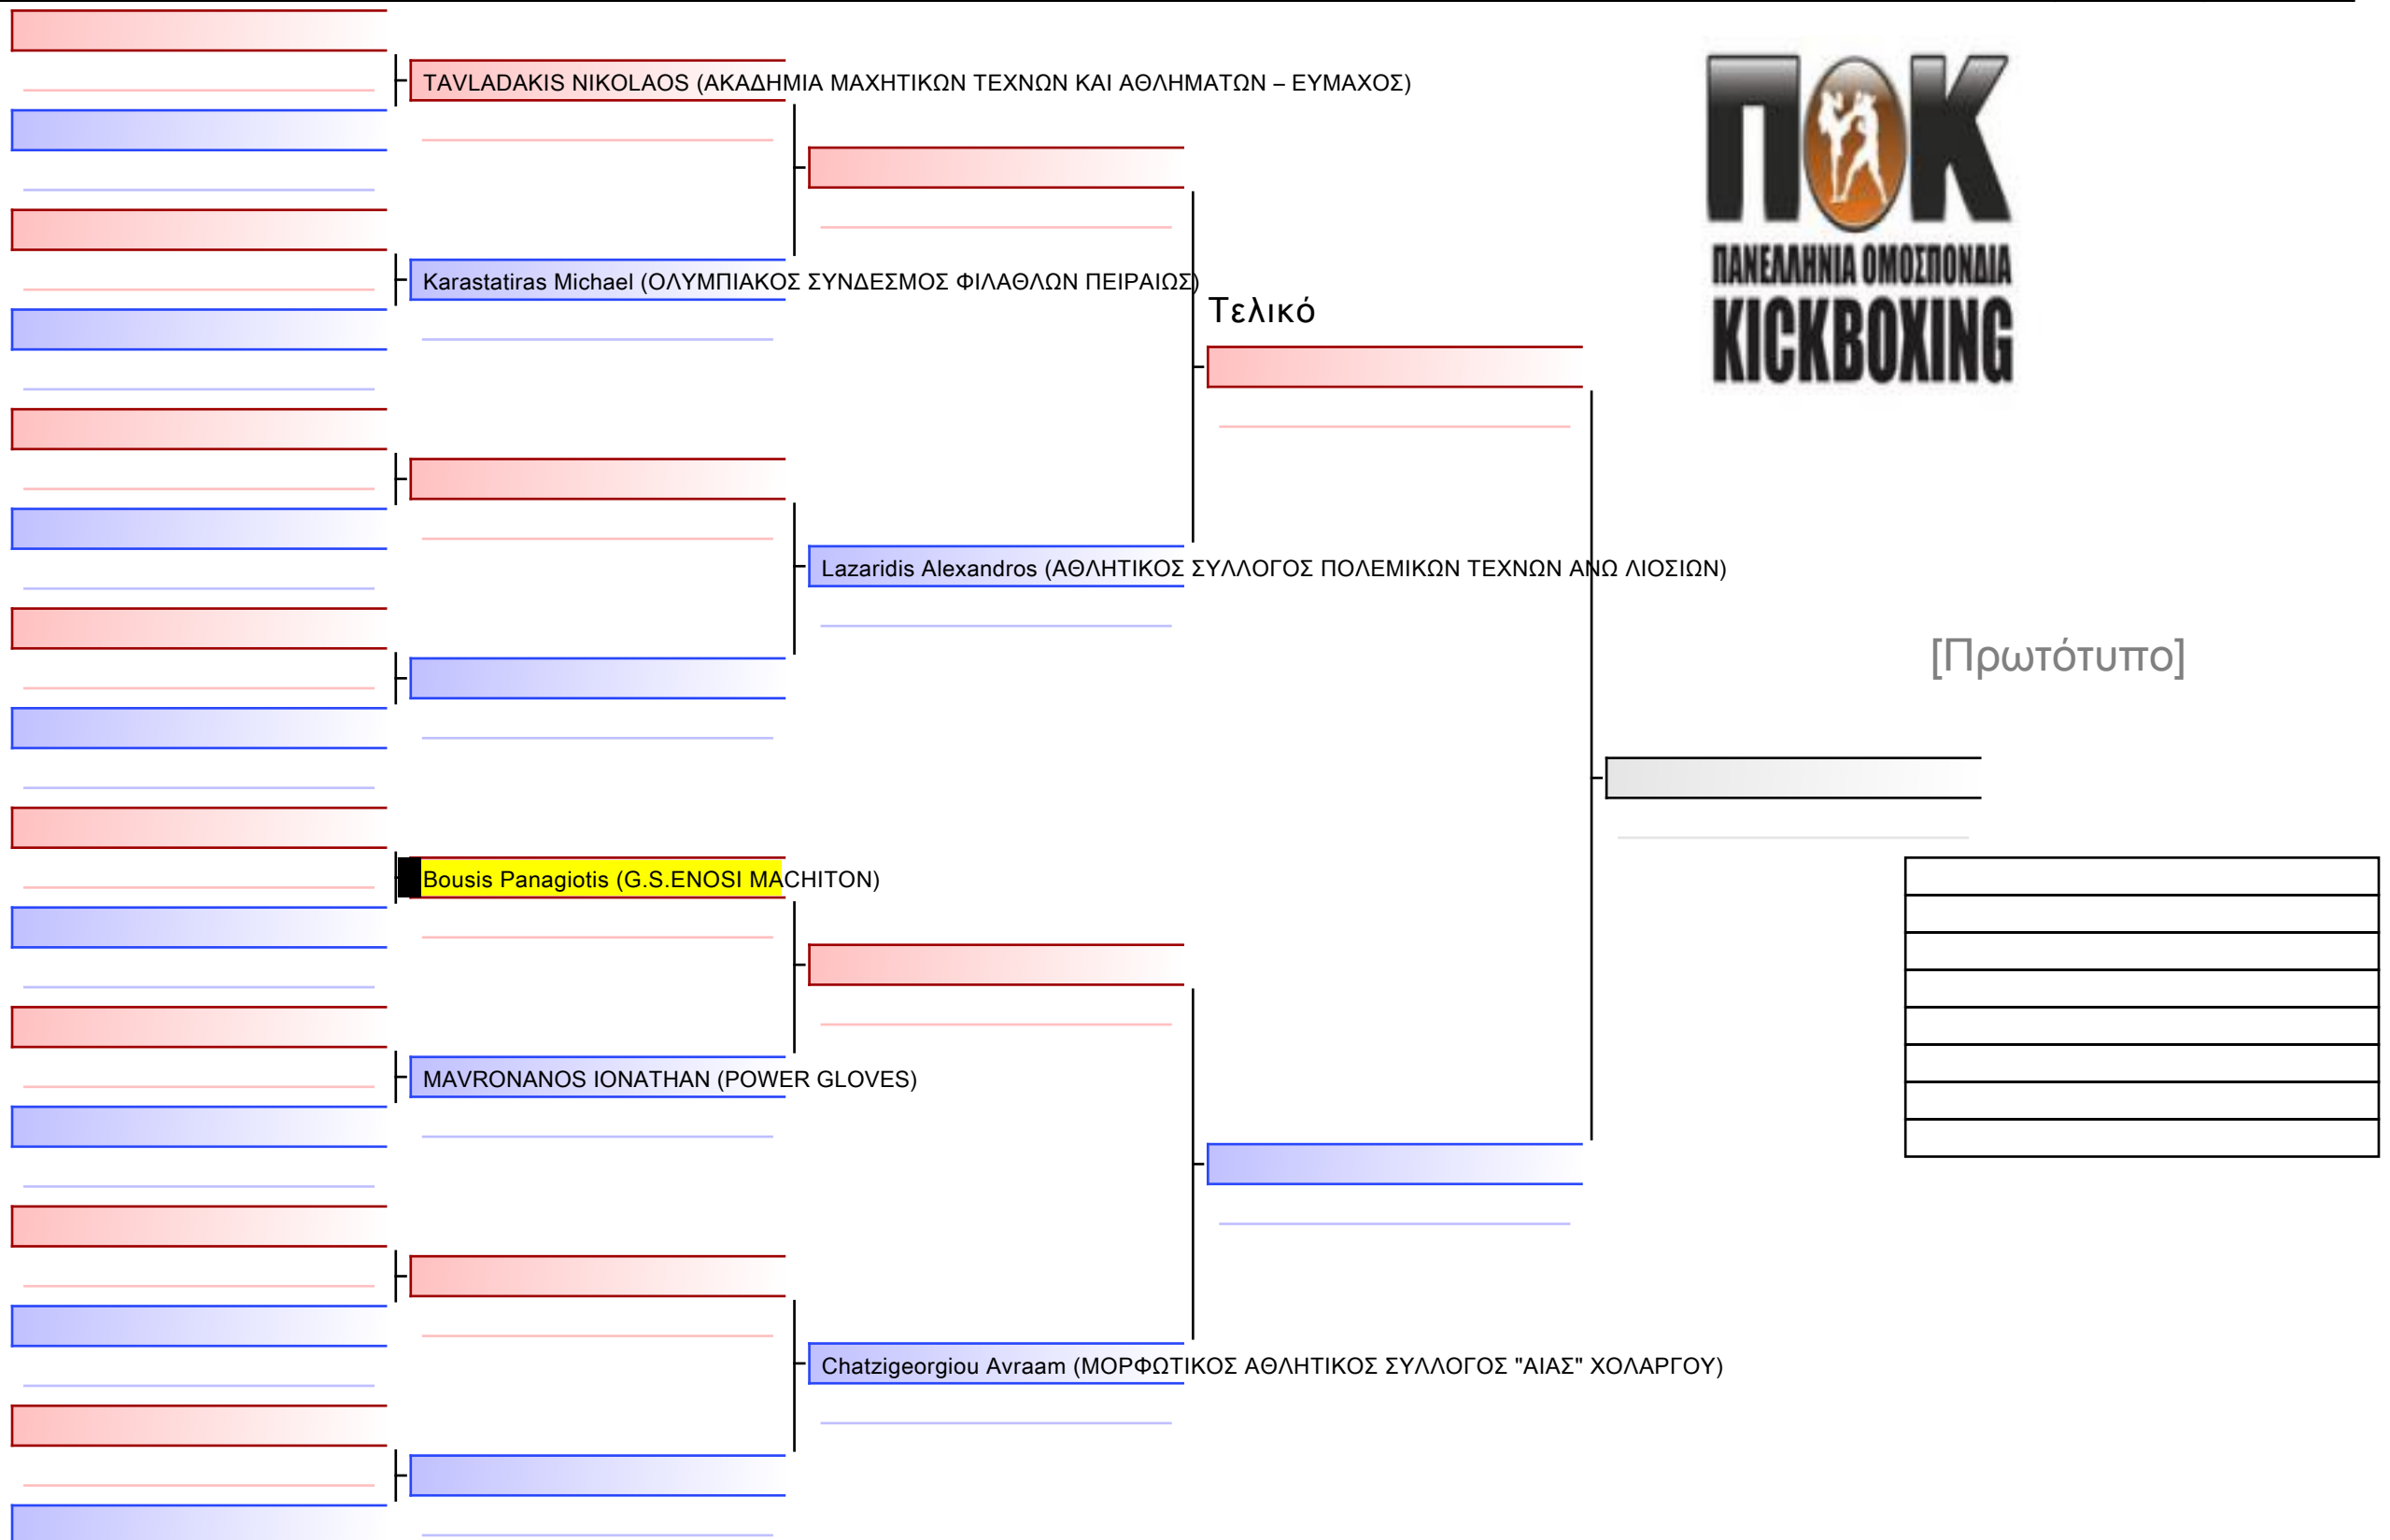 TAVLADAKIS NIKOLAOS (ΑΚΑΔΗΜΙΑ ΜΑΧΗΤΙΚΩΝ ΤΕΧΝΩΝ ΚΑΙ ΑΘΛΗΜΑΤΩΝ – ΕΥΜΑΧΟΣ)
ΠΟΚ
ΠΑΝΕΛΛΗΝΙΑ ΟΜΟΣΠΟΝΔΙΑ
KICKBOXING
Karastatiras Michael (ΟΛΥΜΠΙΑΚΟΣ ΣΥΝΔΕΣΜΟΣ ΦΙΛΑΘΛΩΝ ΠΕΙΡΑΙΩΣ)
Τελικό
Lazaridis Alexandros (ΑΘΛΗΤΙΚΟΣ ΣΥΛΛΟΓΟΣ ΠΟΛΕΜΙΚΩΝ ΤΕΧΝΩΝ ΑΝΩ ΛΙΟΣΙΩΝ)
[Πρωτότυπο]
Bousis Panagiotis (G.S.ENOSI MACHITON)
MAVRONANOS IONATHAN (POWER GLOVES)
Chatzigeorgiou Avraam (ΜΟΡΦΩΤΙΚΟΣ ΑΘΛΗΤΙΚΟΣ ΣΥΛΛΟΓΟΣ "ΑΙΑΣ" ΧΟΛΑΡΓΟΥ)